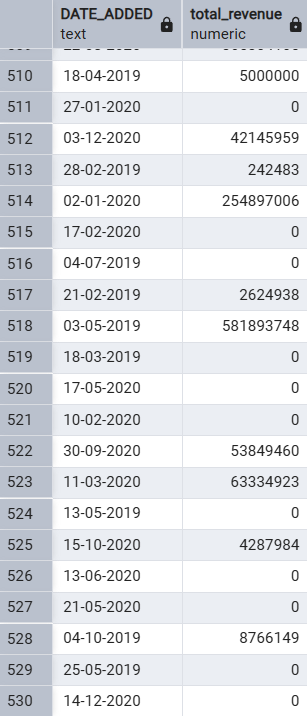 DATE_ADDED total_revenue
text numeric
510 18-04-2019 5000000
511 27-01-2020 0
512 03-12-2020 42145959
513 28-02-2019 242483
514 02-01-2020 254897006
515 17-02-2020 0
516 04-07-2019 0
517 21-02-2019 2624938
518 03-05-2019 581893748
519 18-03-2019 0
520 17-05-2020 0
521 10-02-2020 0
522 30-09-2020 53849460
523 11-03-2020 63334923
524 13-05-2019 0
525 15-10-2020 4287984
526 13-06-2020 0
527 21-05-2020 0
528 04-10-2019 8766149
529 25-05-2019 0
530 14-12-2020 0